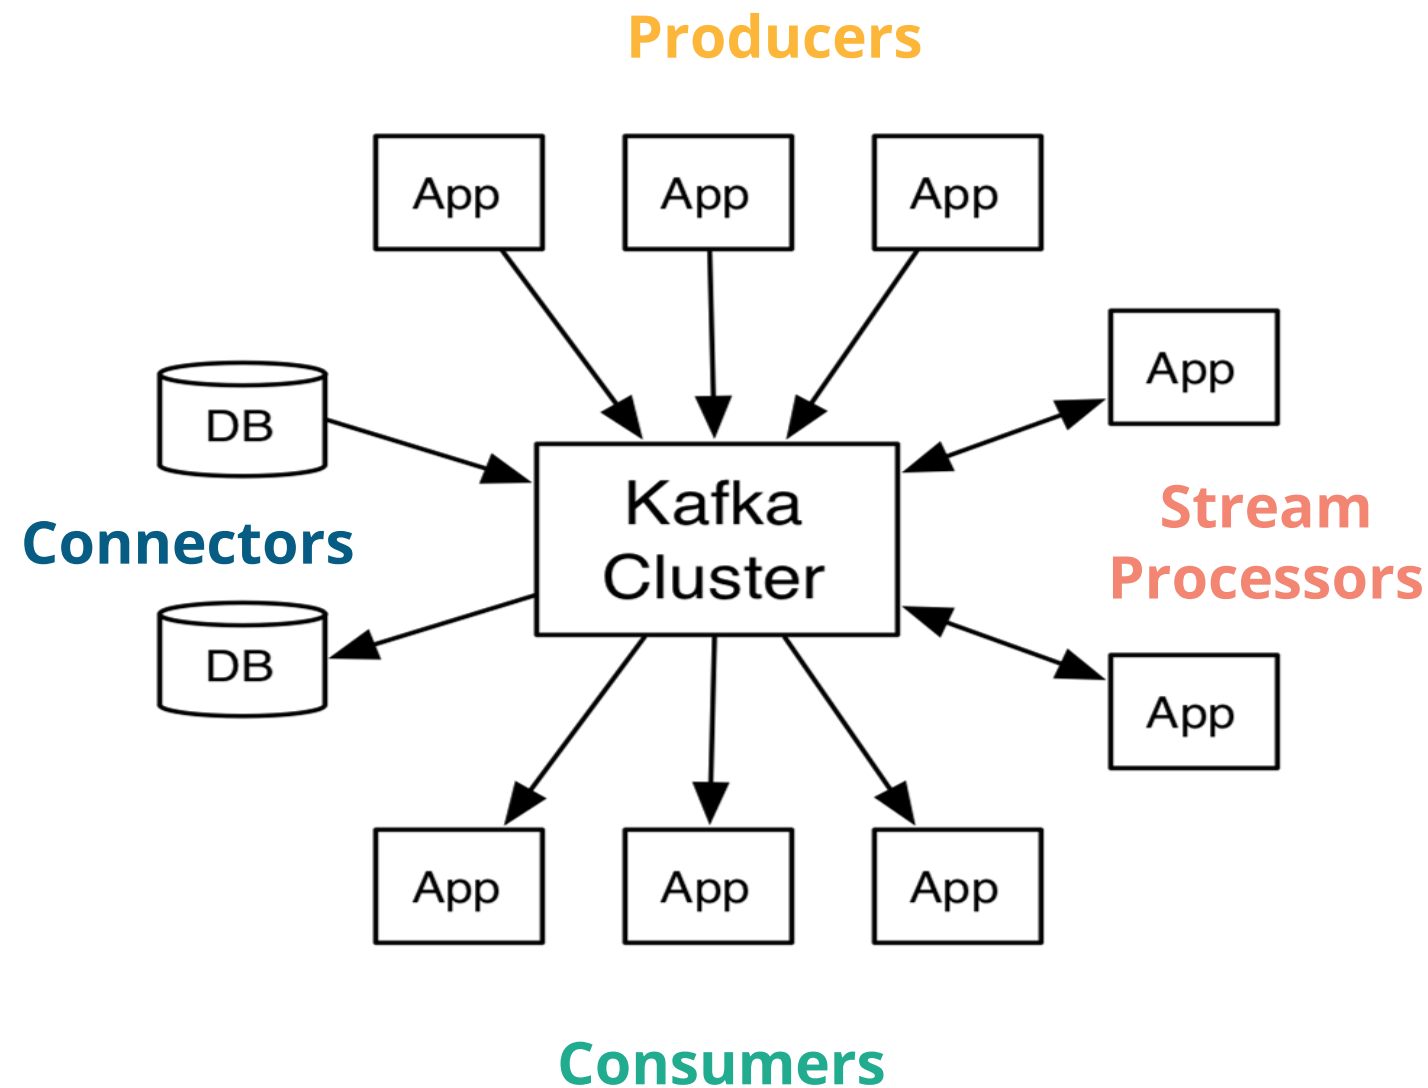 Producers
App
App
App
App
DB
Kafka
Cluster
Stream
Processors
Connectors
DB
App
App
App
App
Consumers